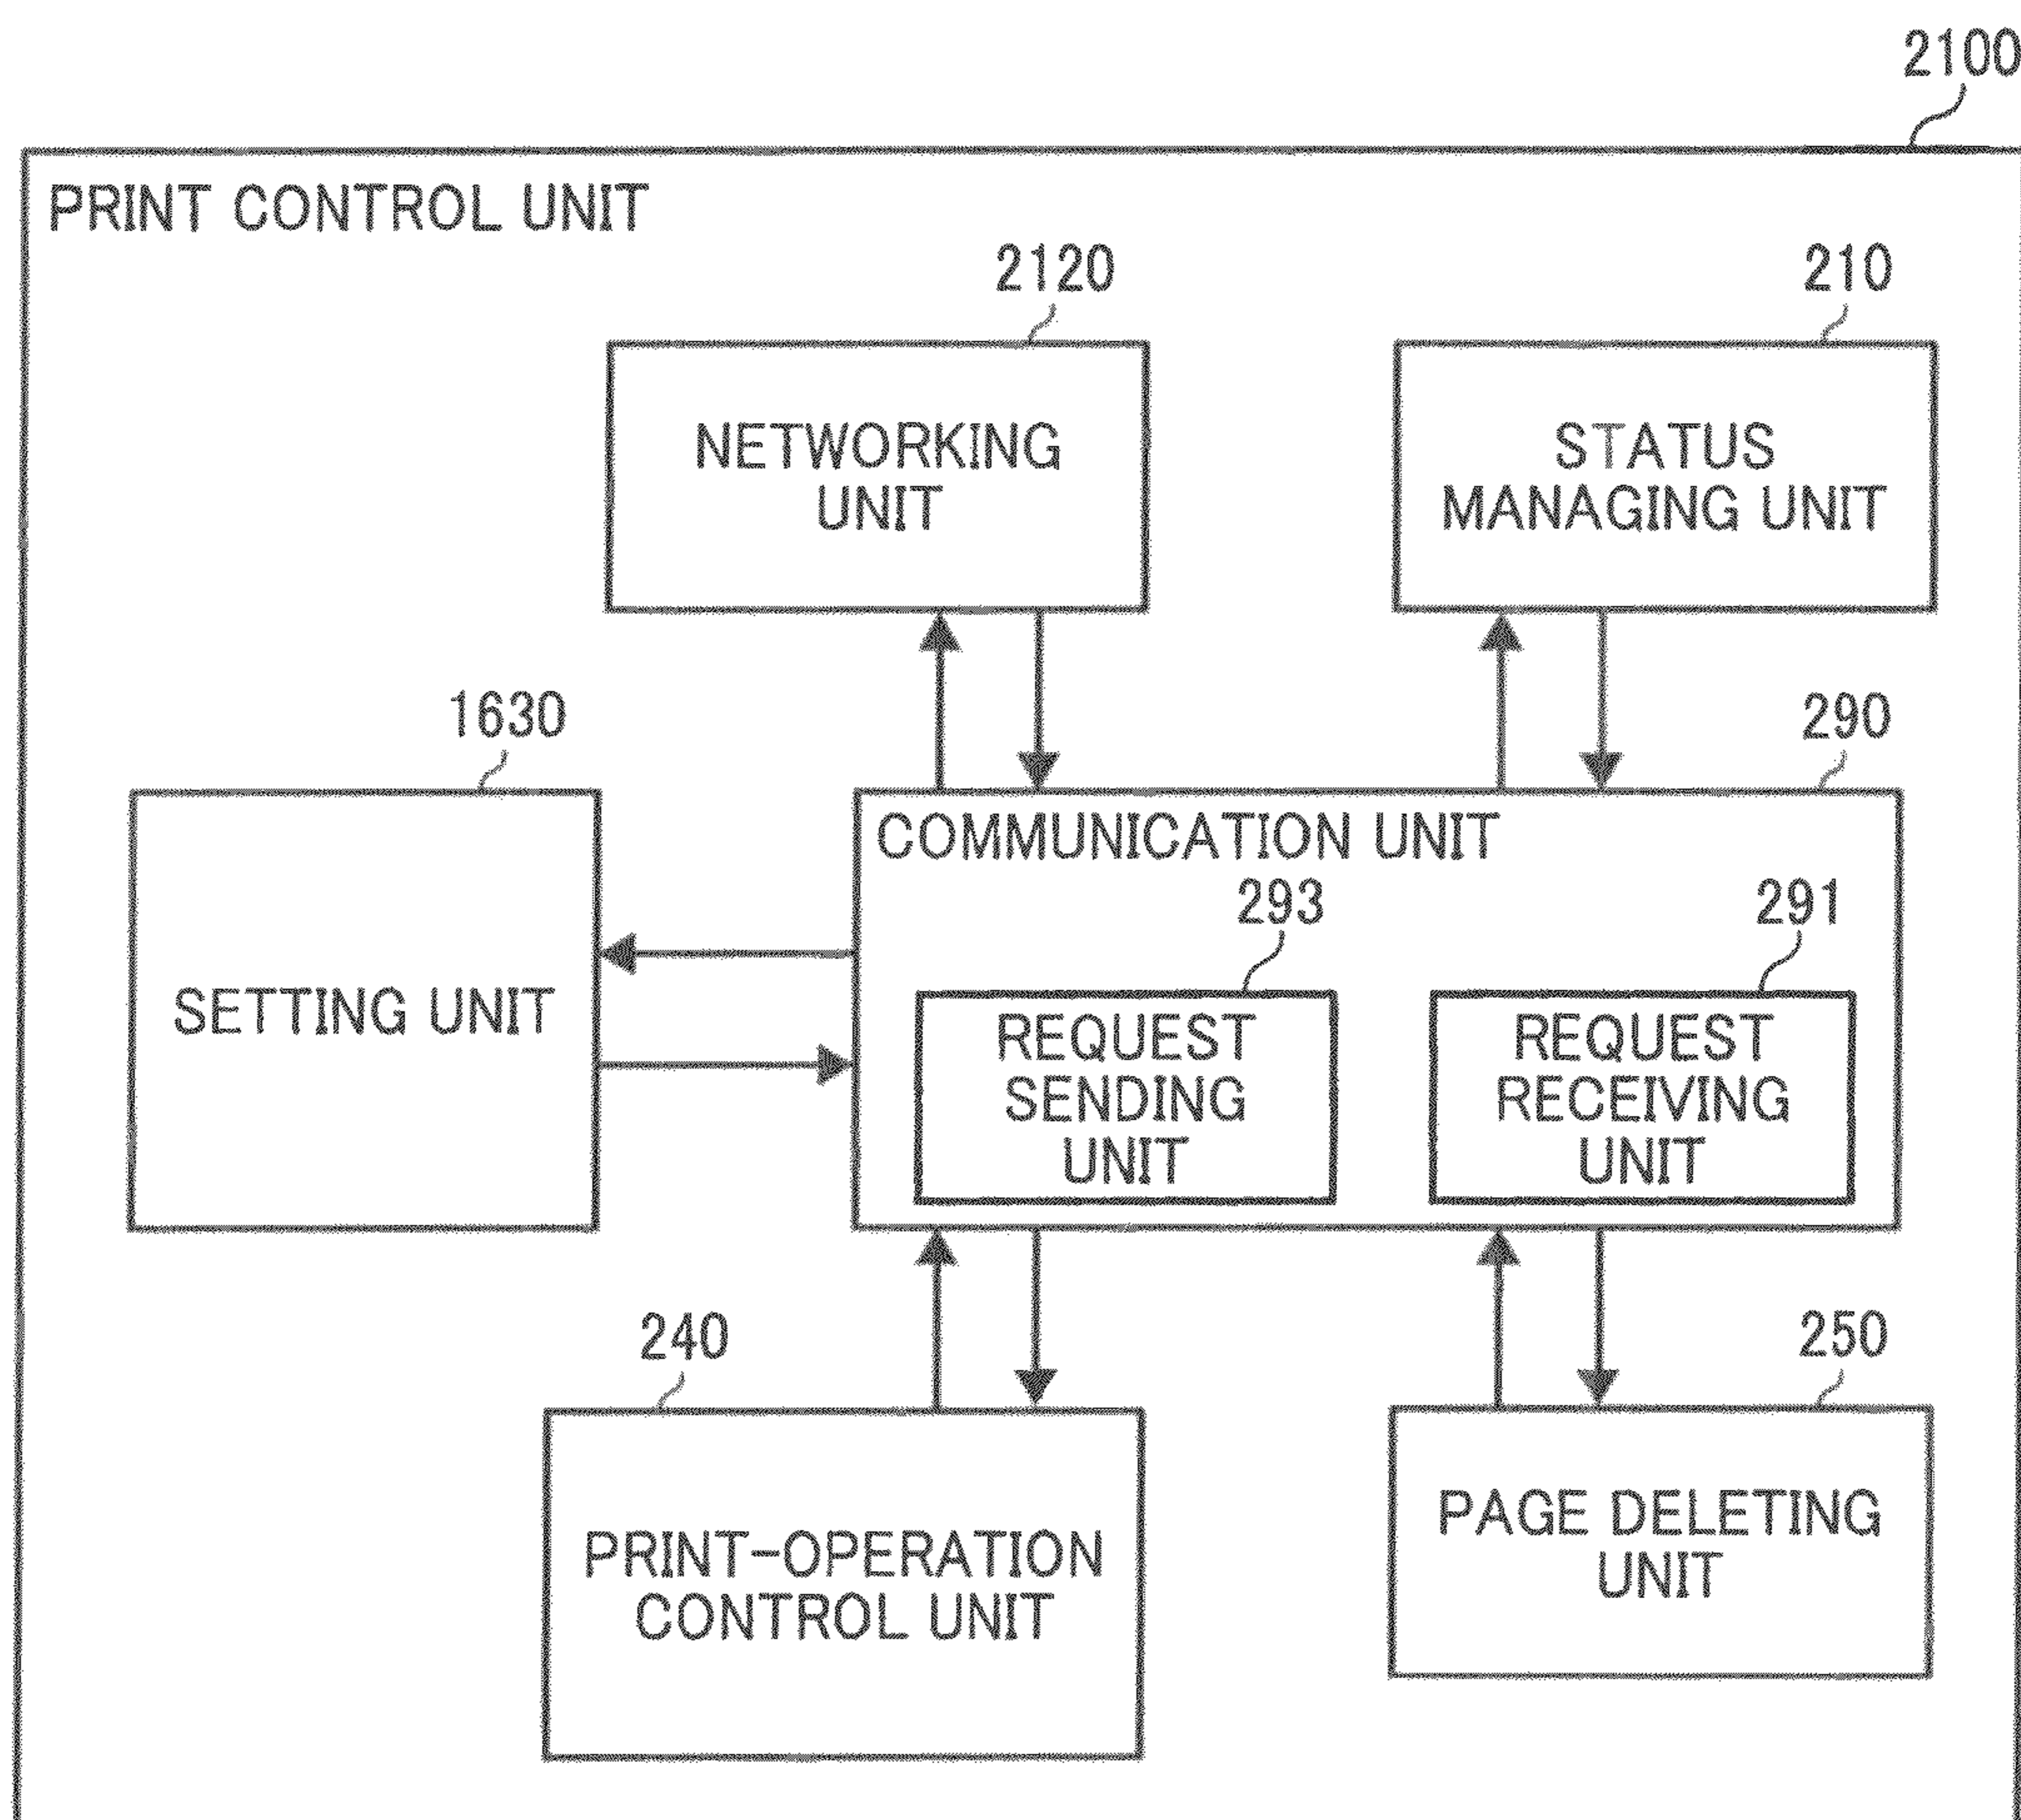 2100
PRINT CONTROL UNIT
2120
210
NETWORKING
UNIT
STATUS
MANAGING UNIT
1630
290
SETTING UNIT
COMMUNICATION UNIT
293
291
REQUEST
SENDING
UNIT
REQUEST
RECEIVING
UNIT
240
250
PRINT-OPERATION
CONTROL UNIT
PAGE DELETING
UNIT